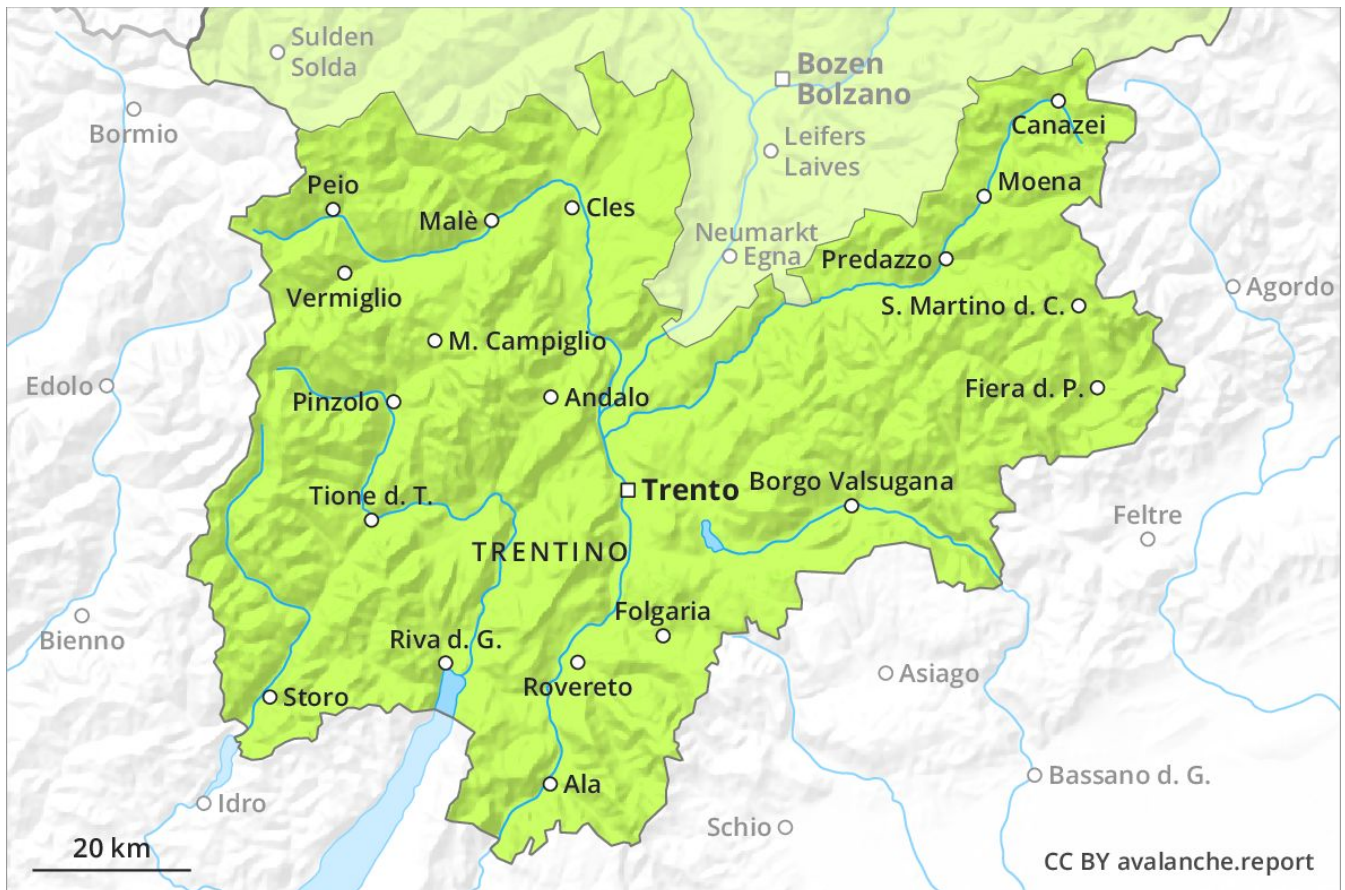 Sulden
Solda
Bozen
Bolzano
Bormio
Canazei
Leifers
Laives
Peio
Moena
Malè
Cles
Neumarkt
Egna
Predazzo
Vermiglio
Agordo
S. Martino d. C.
M. Campiglio
Edolo
Fiera d. P.
Andalo
Pinzolo
Trento
Borgo Valsugana
Tione d. T.
Feltre
TRENTINO
Folgaria
Bienno
Riva d. G.
Asiago
Rovereto
Storo
Bassano d. G.
Ala
Idro
Schio
20 km
CC BY avalanche.report